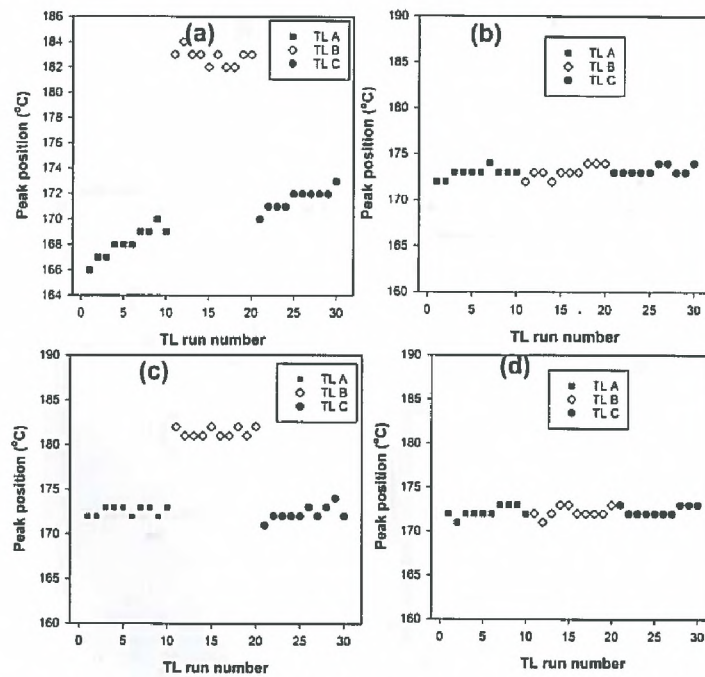 (a)
TL A
TL B
TL C
186
184
182
180
178
176
174
172
170
168
166
164
Peak position (°C)
0 5 10 15 20 25 30
TL run number
(b)
TL A
TL B
TL C
190
185
180
175
170
165
160
Peak position (°C)
0 5 10 15 20 25 30
TL run number
(c)
TL A
TL B
TL C
190
185
180
175
170
165
160
Peak position (°C)
0 5 10 15 20 25 30
TL run number
(d)
TL A
TL B
TL C
190
185
180
175
170
165
160
Peak position (°C)
0 5 10 15 20 25 30
TL run number